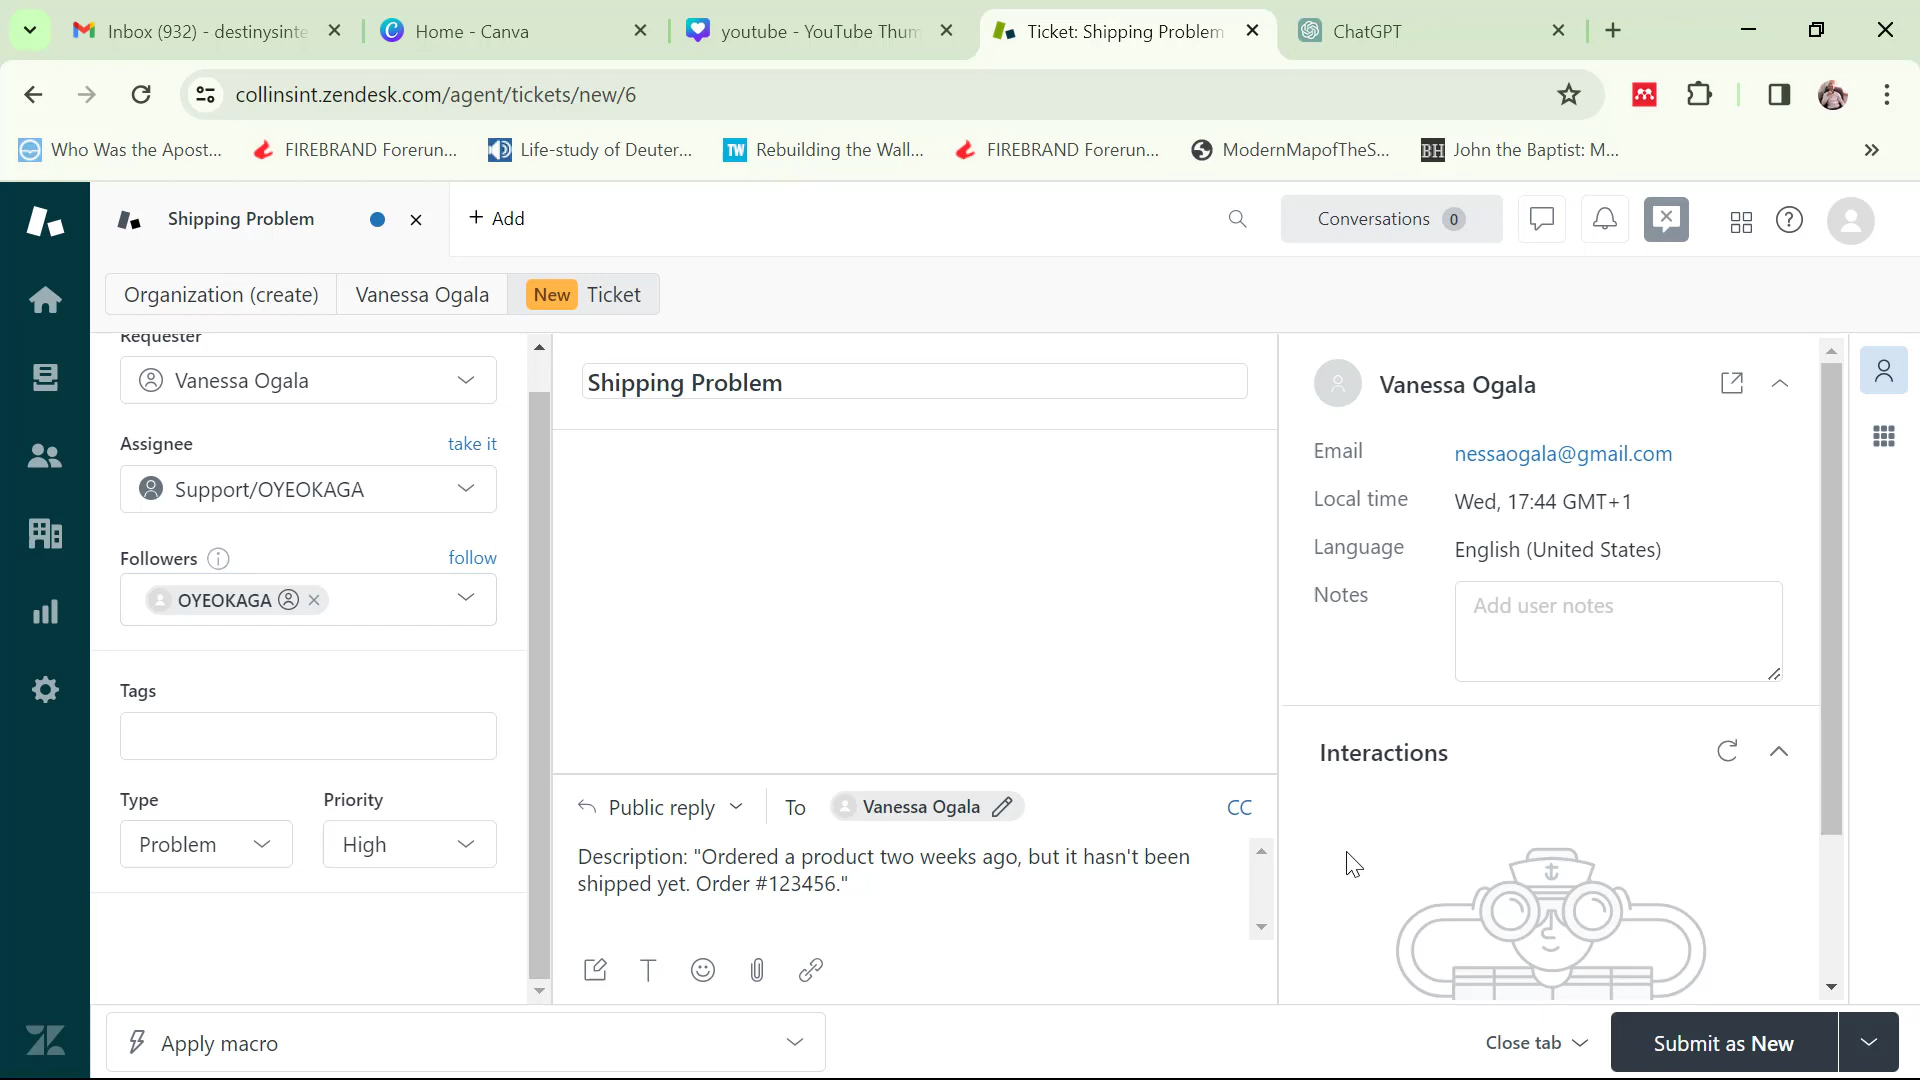 Inbox (932) - destinysinte
Home - Canva
youtube - YouTube Thum
Ticket: Shipping Problem
ChatGPT
collinsint.zendesk.com/agent/tickets/new/6
Who Was the Apost...
FIREBRAND Forerun...
Life-study of Deuter...
TW Rebuilding the Wall...
FIREBRAND Forerun...
ModernMapofTheS...
BH John the Baptist: M...
Shipping Problem
+ Add
Conversations 0
Organization (create)
Vanessa Ogala
New Ticket
Requester
Vanessa Ogala
Assignee
take it
Support/OYEOKAGA
Followers
follow
OYEOKAGA
Tags
Type
Priority
Problem
High
Shipping Problem
Public reply
To
Vanessa Ogala
CC
Description: "Ordered a product two weeks ago, but it hasn't been
shipped yet. Order #123456."
Vanessa Ogala
Email
nessaogala@gmail.com
Local time
Wed, 17:44 GMT+1
Language
English (United States)
Notes
Add user notes
Interactions
Apply macro
Close tab
Submit as New